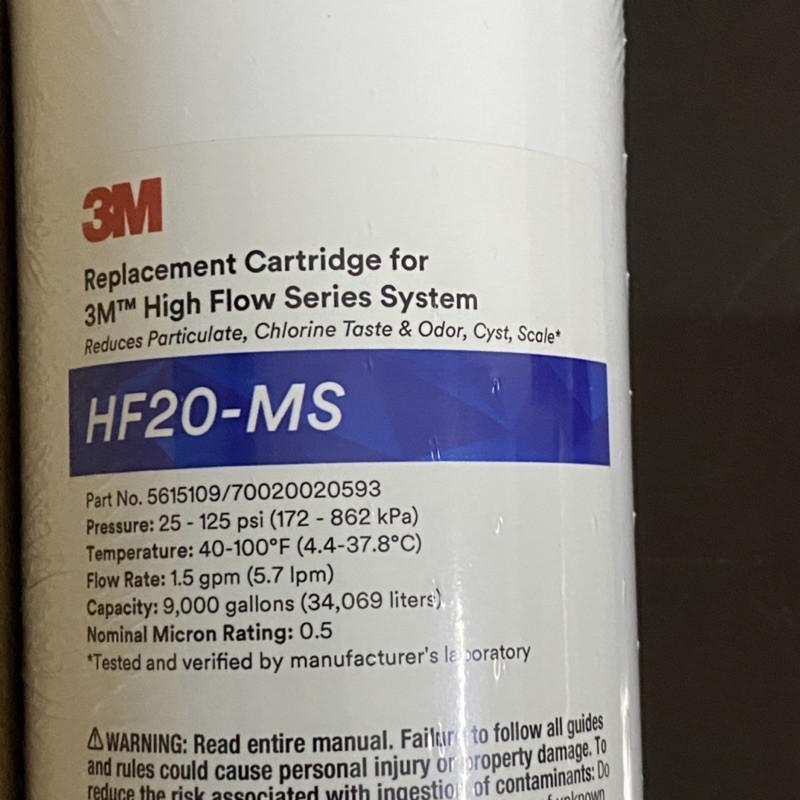 3M
Replacement Cartridge for
3M™ High Flow Series System
Reduces Particulate, Chlorine Taste & Odor, Cyst, Scale*
HF20-MS
Part No. 5615109/70020020593
Pressure: 25 - 125 psi (172 - 862 kPa)
Temperature: 40-100°F (4.4-37.8°C)
Flow Rate: 1.5 gpm (5.7 lpm)
Capacity: 9,000 gallons (34,069 liters)
Nominal Micron Rating: 0.5
*Tested and verified by manufacturer's laboratory
⚠WARNING: Read entire manual. Failure to follow all guides
and rules could cause personal injury or property damage. To
reduce the risk associated with ingestion of contaminants: Do
of unknown